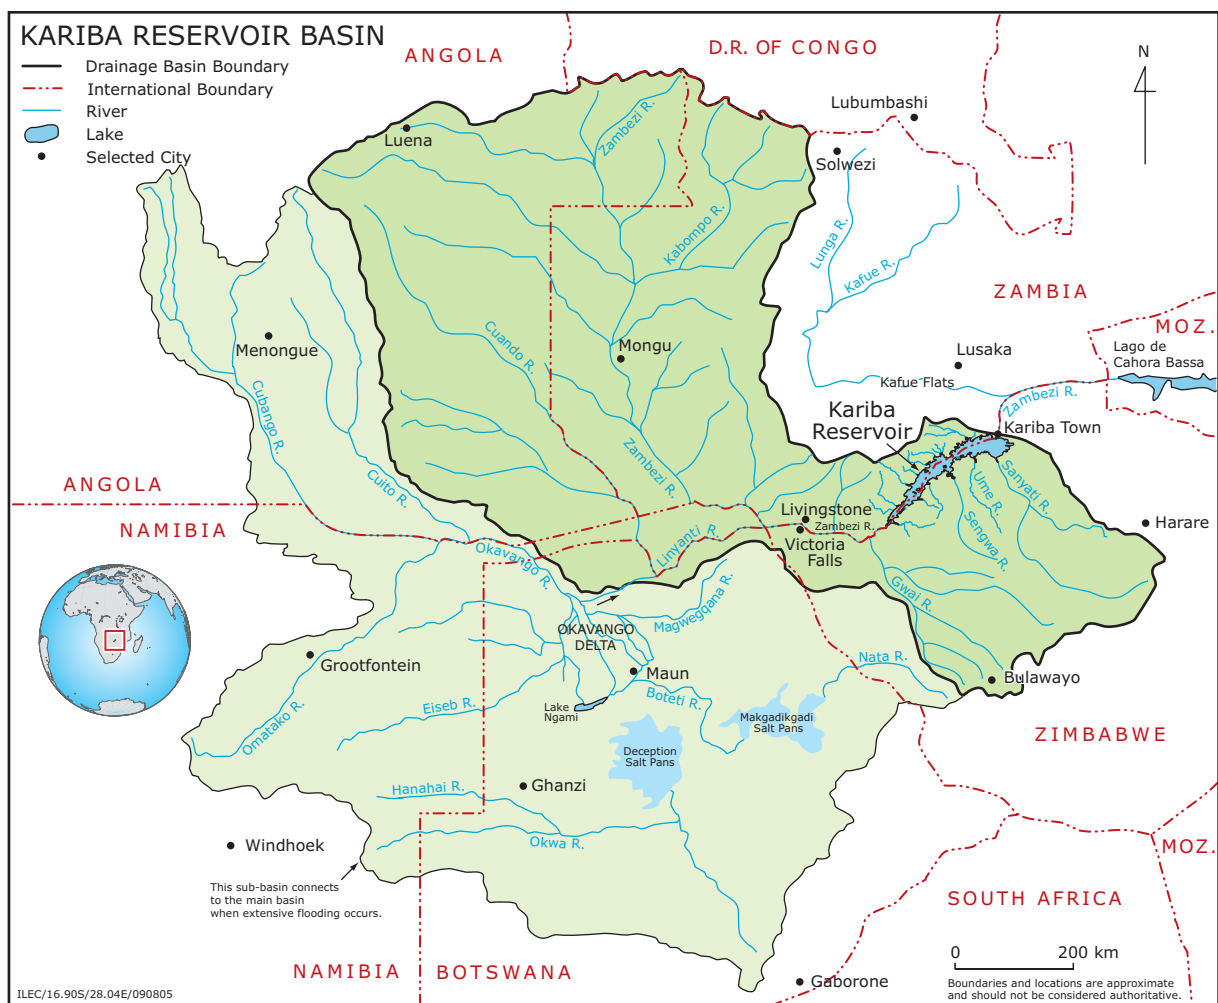 KARIBA RESERVOIR BASIN
Drainage Basin Boundary
International Boundary
River
Lake
Selected City
ANGOLA
D.R. OF CONGO
N
Lubumbashi
Luena
Zambezi R.
Solwezi
Kabompo R.
Lunga R.
Kafue R.
ZAMBIA
MOZ.
Menongue
Cuando R.
Mongu
Lusaka
Lago de
Cahora Bassa
Kafue Flats
Zambezi R.
Cubango R.
Kariba
Reservoir
Kariba Town
Cuito R.
Zambezi R.
Sanyati R.
Ume R.
Sengwa R.
ANGOLA
NAMIBIA
Livingstone
Zambezi R.
Victoria
Falls
Harare
Linyanti R.
Okavango R.
Gwai R.
Magwegqana R.
OKAVANGO
DELTA
Grootfontein
Maun
Nata R.
Bulawayo
Omatako R.
Eiseb R.
Lake
Ngami
Boteti R.
Makgadikgadi
Salt Pans
ZIMBABWE
Deception
Salt Pans
Hanahai R.
Ghanzi
Okwa R.
Windhoek
MOZ.
This sub-basin connects
to the main basin
when extensive flooding occurs.
SOUTH AFRICA
0 200 km
NAMIBIA
BOTSWANA
Gaborone
Boundaries and locations are approximate
and should not be considered authoritative.
ILEC/16.90S/28.04E/090805